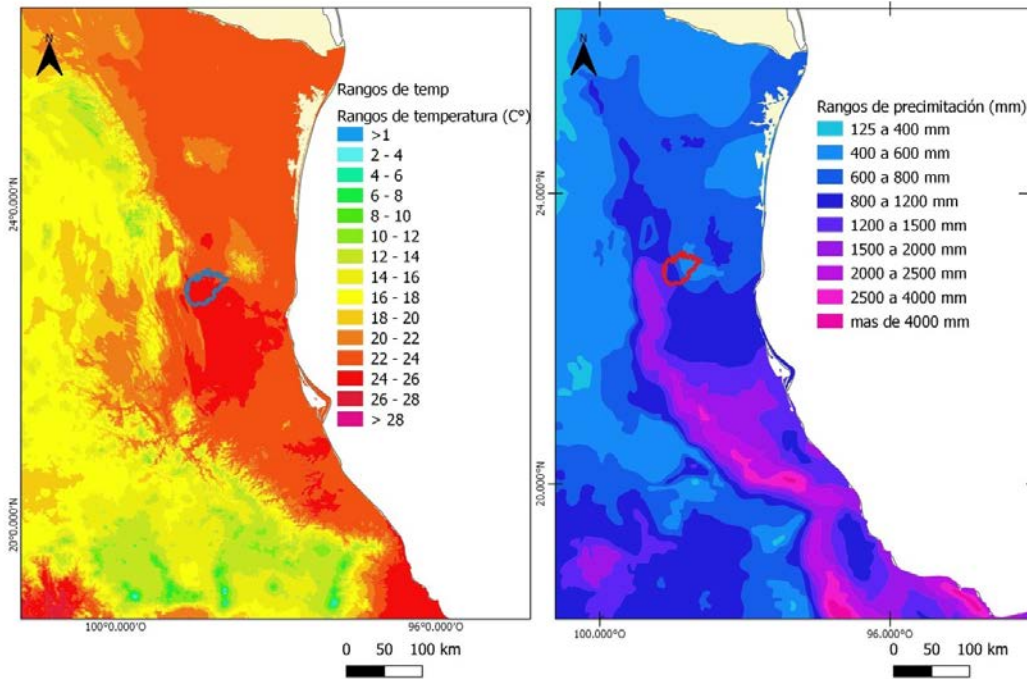 N
Rangos de temp
Rangos de temperatura (C°)
>1
2 - 4
4 - 6
6 - 8
8 - 10
10 - 12
12 - 14
14 - 16
16 - 18
18 - 20
20 - 22
22 - 24
24 - 26
26 - 28
> 28
24°0.000'N
20°0.000'N
100°0.000'O
96°0.000'O
0 50 100 km
N
Rangos de precimitación (mm)
125 a 400 mm
400 a 600 mm
600 a 800 mm
800 a 1200 mm
1200 a 1500 mm
1500 a 2000 mm
2000 a 2500 mm
2500 a 4000 mm
mas de 4000 mm
24.000°N
20.000°N
100.000°O
96.000°O
0 50 100 km